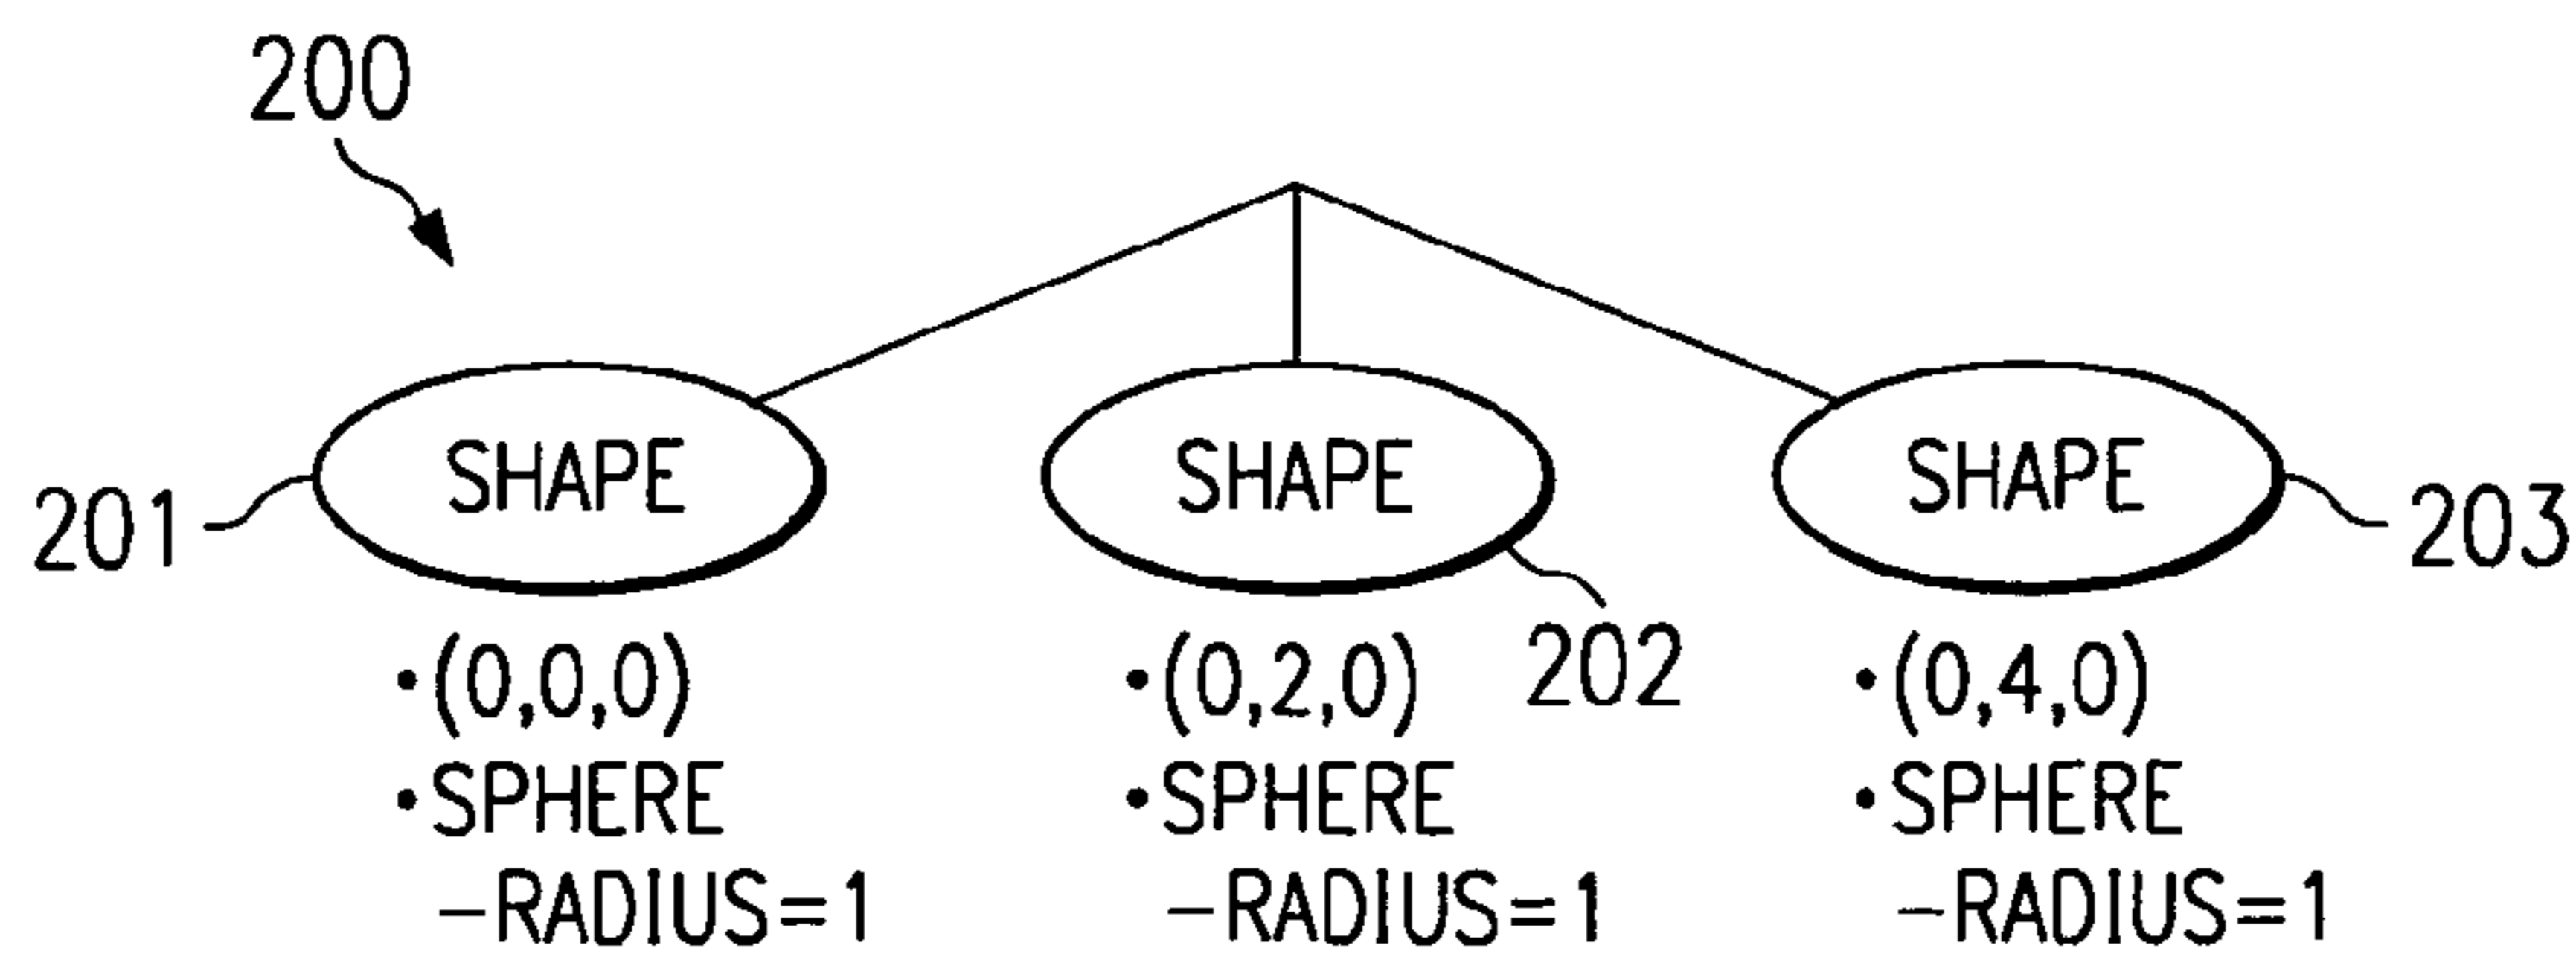 200
SHAPE SHAPE SHAPE
201 203
202
•(0,0,0) •(0,2,0) •(0,4,0)
•SPHERE •SPHERE •SPHERE
-RADIUS=1 -RADIUS=1 -RADIUS=1